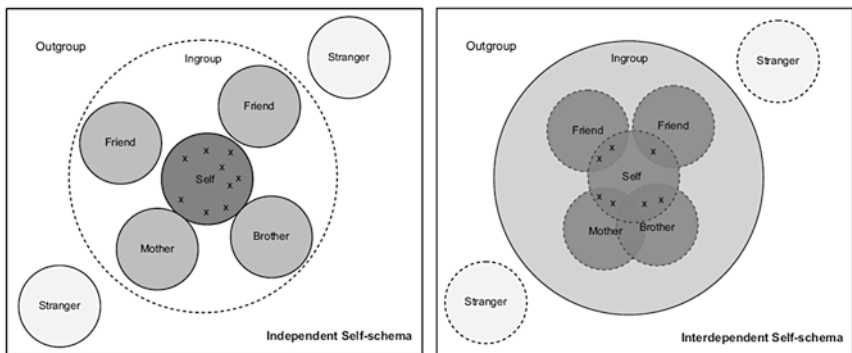 Outgroup
Ingroup
Stranger
Friend
Friend
x x x
x
x
x
x
Self
x
x x
Mother
Brother
Stranger
Independent Self-schema
Outgroup
Ingroup
Stranger
Friend
Friend
x
x
x
Self
x x
x x
Mother
Brother
Stranger
Interdependent Self-schema